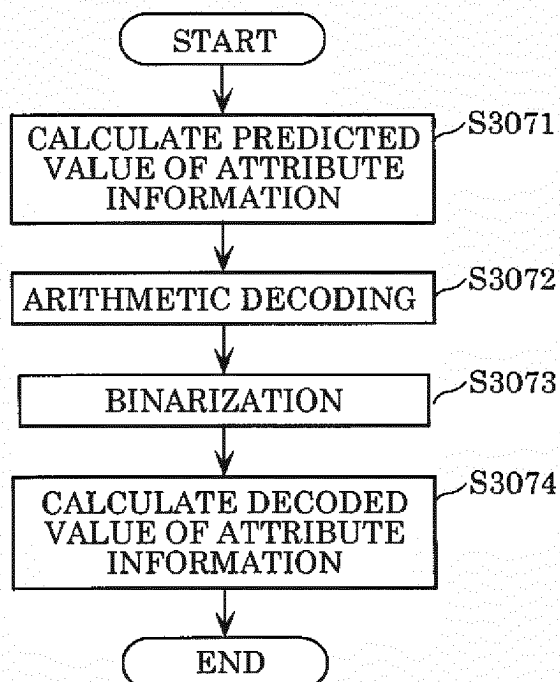 START
CALCULATE PREDICTED
VALUE OF ATTRIBUTE
INFORMATION
S3071
ARITHMETIC DECODING
S3072
BINARIZATION
S3073
CALCULATE DECODED
VALUE OF ATTRIBUTE
INFORMATION
S3074
END